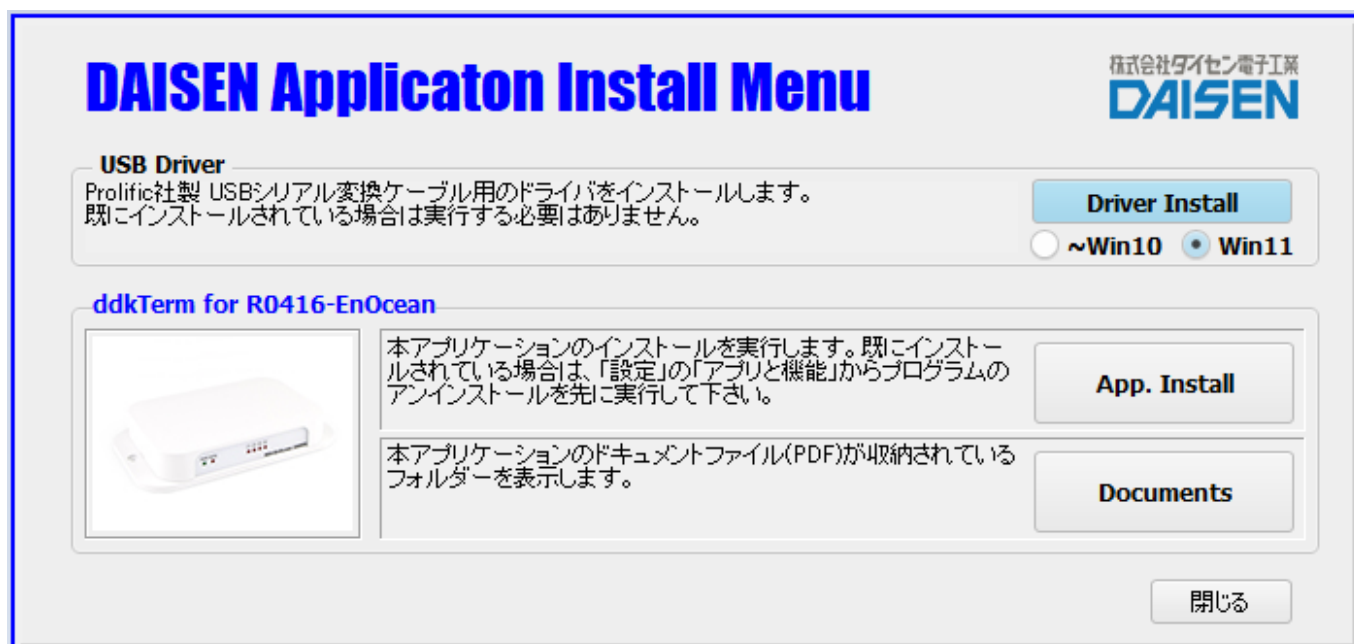 DAISEN Applicaton Install Menu
株式会社ダイセン電子工業
DAISEN
USB Driver
Prolific社製 USBシリアル変換ケーブル用のドライバをインストールします。
既にインストールされている場合は実行する必要はありません。
Driver Install
~Win10
Win11
ddkTerm for R0416-EnOcean
本アプリケーションのインストールを実行します。既にインストー
ルされている場合は、「設定」の「アプリと機能」からプログラムの
アンインストールを先に実行して下さい。
App. Install
本アプリケーションのドキュメントファイル(PDF)が収納されている
フォルダーを表示します。
Documents
閉じる